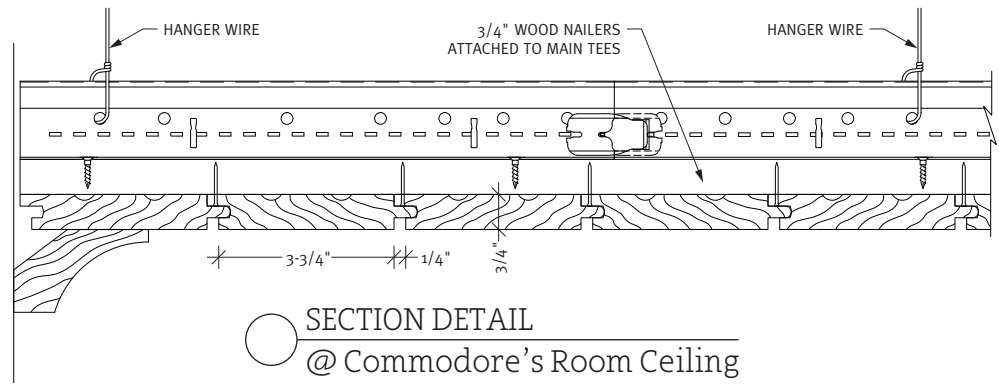 HANGER WIRE
3/4" WOOD NAILERS
ATTACHED TO MAIN TEES
HANGER WIRE
3-3/4"
1/4"
3/4"
SECTION DETAIL
@ Commodore's Room Ceiling